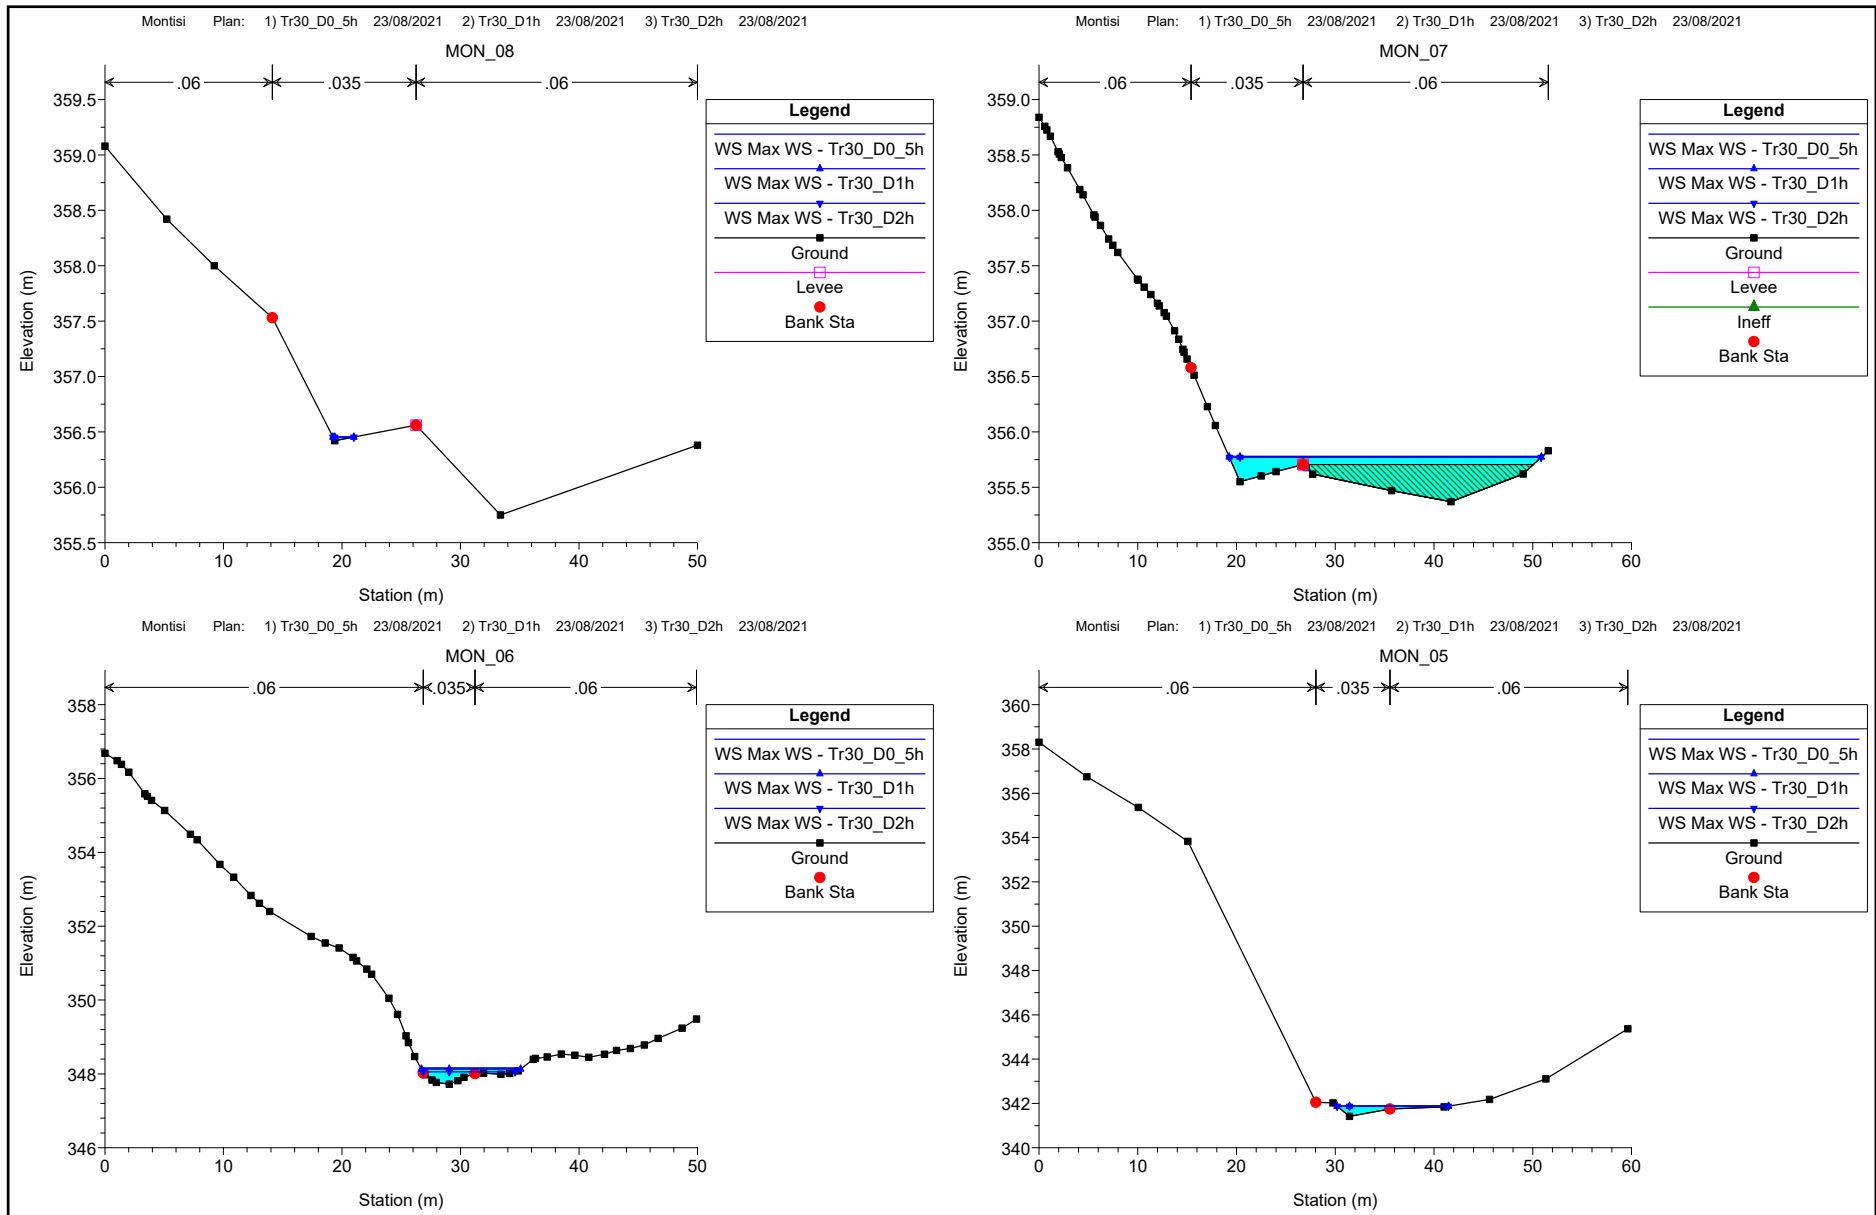 Montisi Plan: 1) Tr30_D0_5h 23/08/2021 2) Tr30_D1h 23/08/2021 3) Tr30_D2h 23/08/2021
MON_08
.06 .035 .06
359.5
359.0
358.5
358.0
357.5
357.0
356.5
356.0
355.5
Elevation (m)
0 10 20 30 40 50
Station (m)
Legend
WS Max WS - Tr30_D0_5h
WS Max WS - Tr30_D1h
WS Max WS - Tr30_D2h
Ground
Levee
Bank Sta
Montisi Plan: 1) Tr30_D0_5h 23/08/2021 2) Tr30_D1h 23/08/2021 3) Tr30_D2h 23/08/2021
MON_07
.06 .035 .06
359.0
358.5
358.0
357.5
357.0
356.5
356.0
355.5
355.0
Elevation (m)
0 10 20 30 40 50 60
Station (m)
Legend
WS Max WS - Tr30_D0_5h
WS Max WS - Tr30_D1h
WS Max WS - Tr30_D2h
Ground
Levee
Ineff
Bank Sta
Montisi Plan: 1) Tr30_D0_5h 23/08/2021 2) Tr30_D1h 23/08/2021 3) Tr30_D2h 23/08/2021
MON_06
.06 .035 .06
358
356
354
352
350
348
346
Elevation (m)
0 10 20 30 40 50
Station (m)
Legend
WS Max WS - Tr30_D0_5h
WS Max WS - Tr30_D1h
WS Max WS - Tr30_D2h
Ground
Bank Sta
Montisi Plan: 1) Tr30_D0_5h 23/08/2021 2) Tr30_D1h 23/08/2021 3) Tr30_D2h 23/08/2021
MON_05
.06 .035 .06
360
358
356
354
352
350
348
346
344
342
340
Elevation (m)
0 10 20 30 40 50 60
Station (m)
Legend
WS Max WS - Tr30_D0_5h
WS Max WS - Tr30_D1h
WS Max WS - Tr30_D2h
Ground
Bank Sta